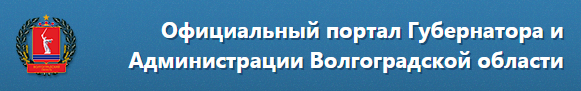 Официальный портал Губернатора и
Администрации Волгоградской области